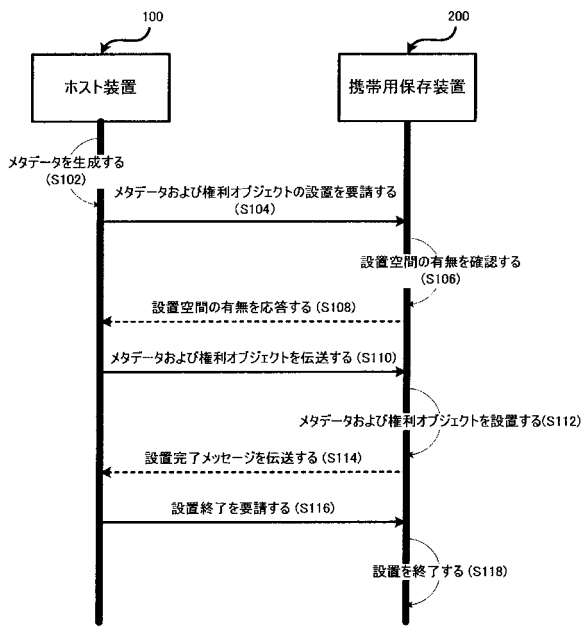 100
200
ホスト装置
携帯用保存装置
メタデータを生成する
(S102)
メタデータおよび権利オブジェクトの設置を要請する
(S104)
設置空間の有無を確認する
(S106)
設置空間の有無を応答する(S108)
メタデータおよび権利オブジェクトを伝送する(S110)
メタデータおよび権利オブジェクトを設置する(S112)
設置完了メッセージを伝送する(S114)
設置終了を要請する(S116)
設置を終了する(S118)